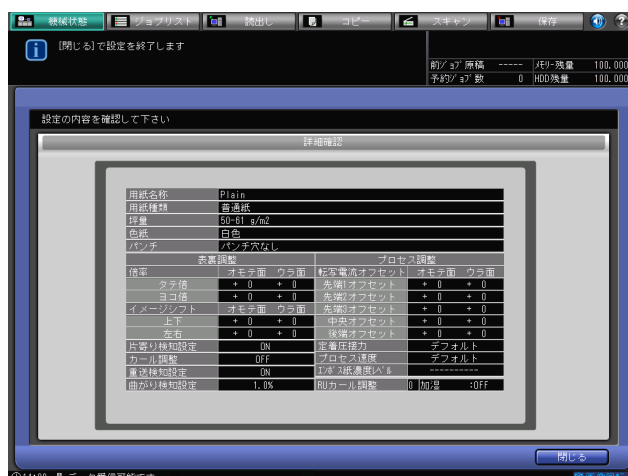 機械状態 ジョブリスト 読出し コピー スキャン 保存
[閉じる]で設定を終了します
前ジョブ原稿 ----- メモリー残量 100.000
予約ジョブ数 0 HDD残量 100.000
設定の内容を確認して下さい
詳細確認
用紙名称 Plain
用紙種類 普通紙
坪量 50-61 g/m2
色紙 白色
パンチ パンチ穴なし
表裏調整 プロセス調整
倍率 オモテ面 ウラ面 転写電流オフセット オモテ面 ウラ面
タテ倍 + 0 + 0 先端1オフセット + 0 + 0
ヨコ倍 + 0 + 0 先端2オフセット + 0 + 0
イメージシフト オモテ面 ウラ面 先端3オフセット + 0 + 0
上下 + 0 + 0 中央オフセット + 0 + 0
左右 + 0 + 0 後端オフセット + 0 + 0
片寄り検知設定 ON 定着圧接力 デフォルト
カール調整 OFF プロセス速度 デフォルト
重送検知設定 ON エンボス紙濃度レベル ----------
曲がり検知設定 1.0% RUカール調整 0 加湿 :OFF
閉じる